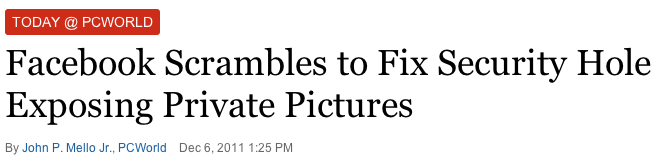 TODAY @ PCWORLD
Facebook Scrambles to Fix Security Hole
Exposing Private Pictures
By John P. Mello Jr., PCWorld Dec 6, 2011 1:25 PM